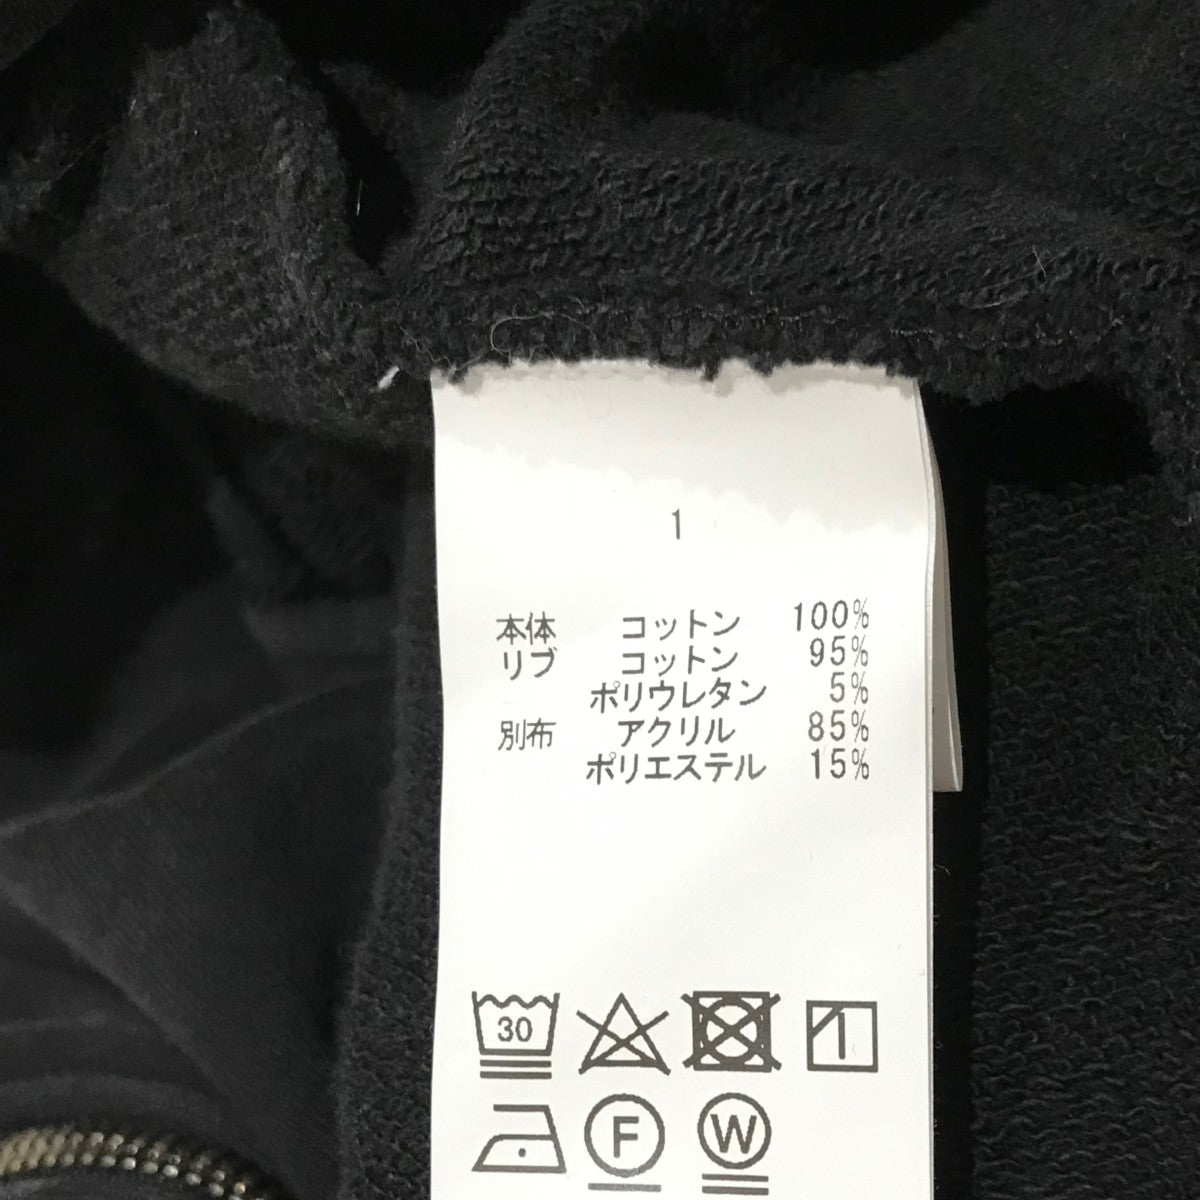 1
本体 コットン 100%
リブ コットン 95%
ポリウレタン 5%
別布 アクリル 85%
ポリエステル 15%
30
1
F W